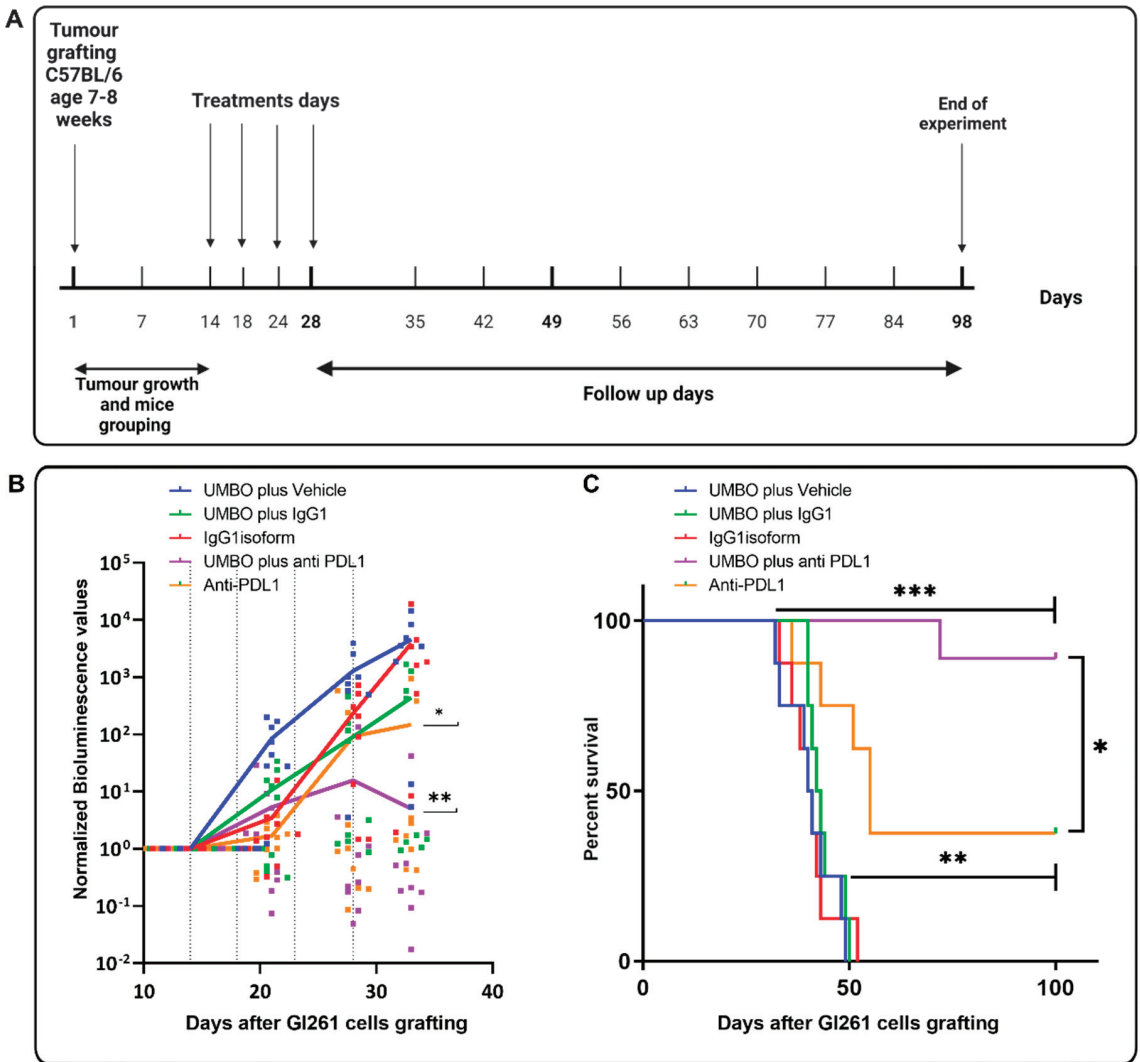 A
Tumour
grafting
C57BL/6
age 7-8
weeks
Treatments days
End of
experiment
1 7 14 18 24 28 35 42 49 56 63 70 77 84 98
Days
Tumour growth
and mice
grouping
Follow up days
B
UMBO plus Vehicle
UMBO plus IgG1
IgG1isoform
UMBO plus anti PDL1
Anti-PDL1
Normalized Bioluminescence values
10^5
10^4
10^3
10^2
10^1
10^0
10^-1
10^-2
*
**
10 20 30 40
Days after Gl261 cells grafting
C
UMBO plus Vehicle
UMBO plus IgG1
IgG1isoform
UMBO plus anti PDL1
Anti-PDL1
Percent survival
100
50
0
***
*
**
0 50 100
Days after Gl261 cells grafting